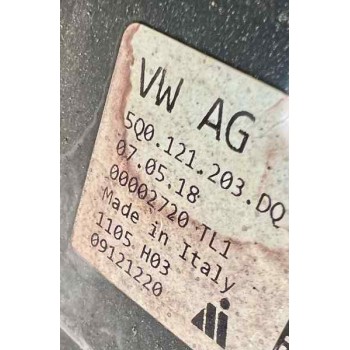 VW AG
5Q0.121.203.DQ
07.05.18
00002720 TL1
Made in Italy
1105 H03
09121220